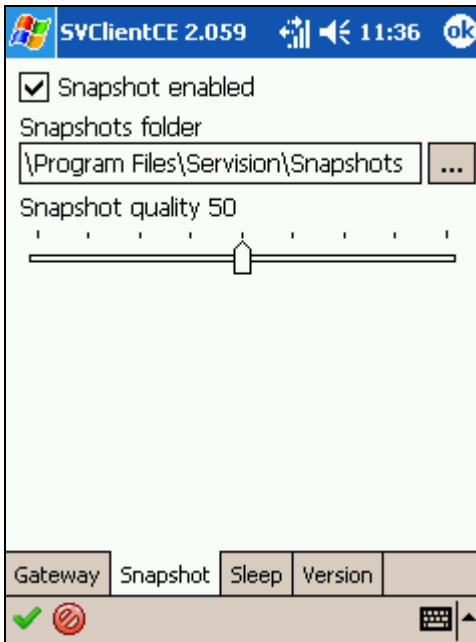 SVClientCE 2.059 11:36 ok
Snapshot enabled
Snapshots folder
\Program Files\Servision\Snapshots ...
Snapshot quality 50
Gateway Snapshot Sleep Version